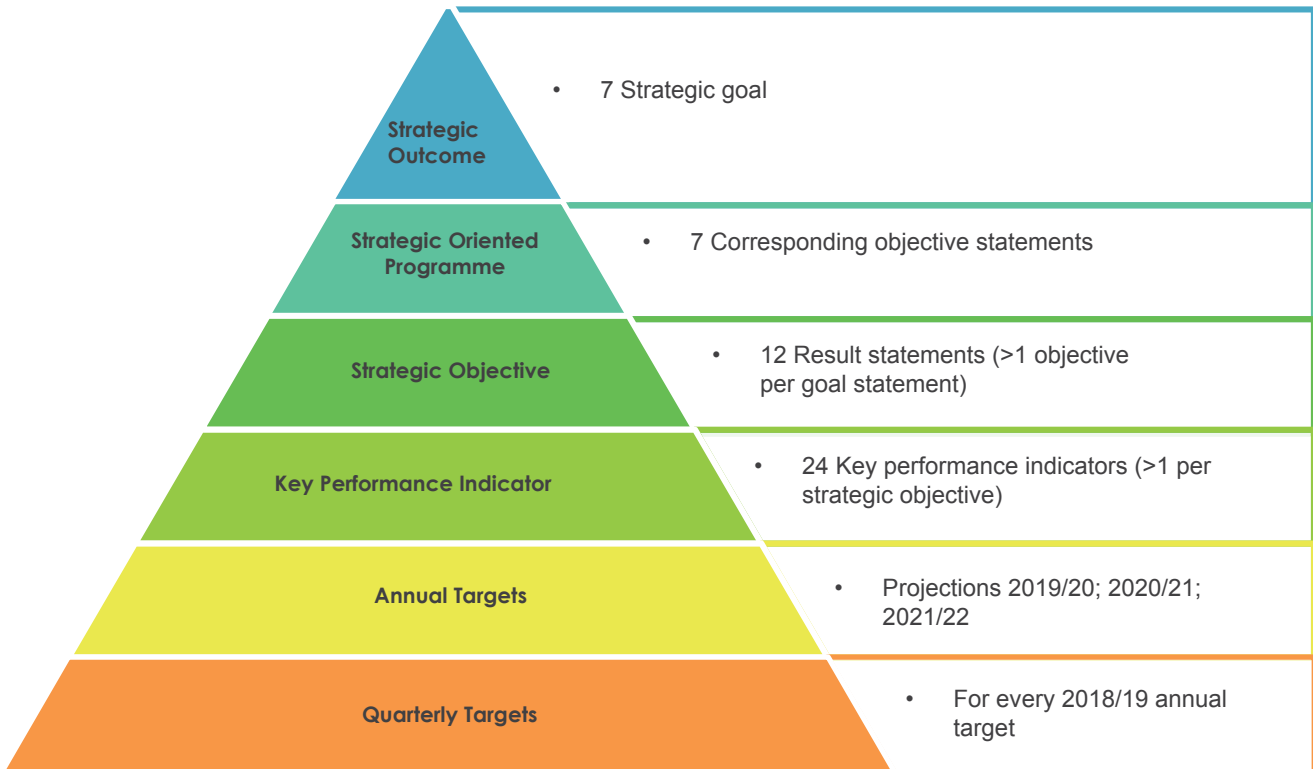 Strategic
Outcome
• 7 Strategic goal
Strategic Oriented
Programme
• 7 Corresponding objective statements
Strategic Objective
• 12 Result statements (>1 objective
per goal statement)
Key Performance Indicator
• 24 Key performance indicators (>1 per
strategic objective)
Annual Targets
• Projections 2019/20; 2020/21;
2021/22
Quarterly Targets
• For every 2018/19 annual
target